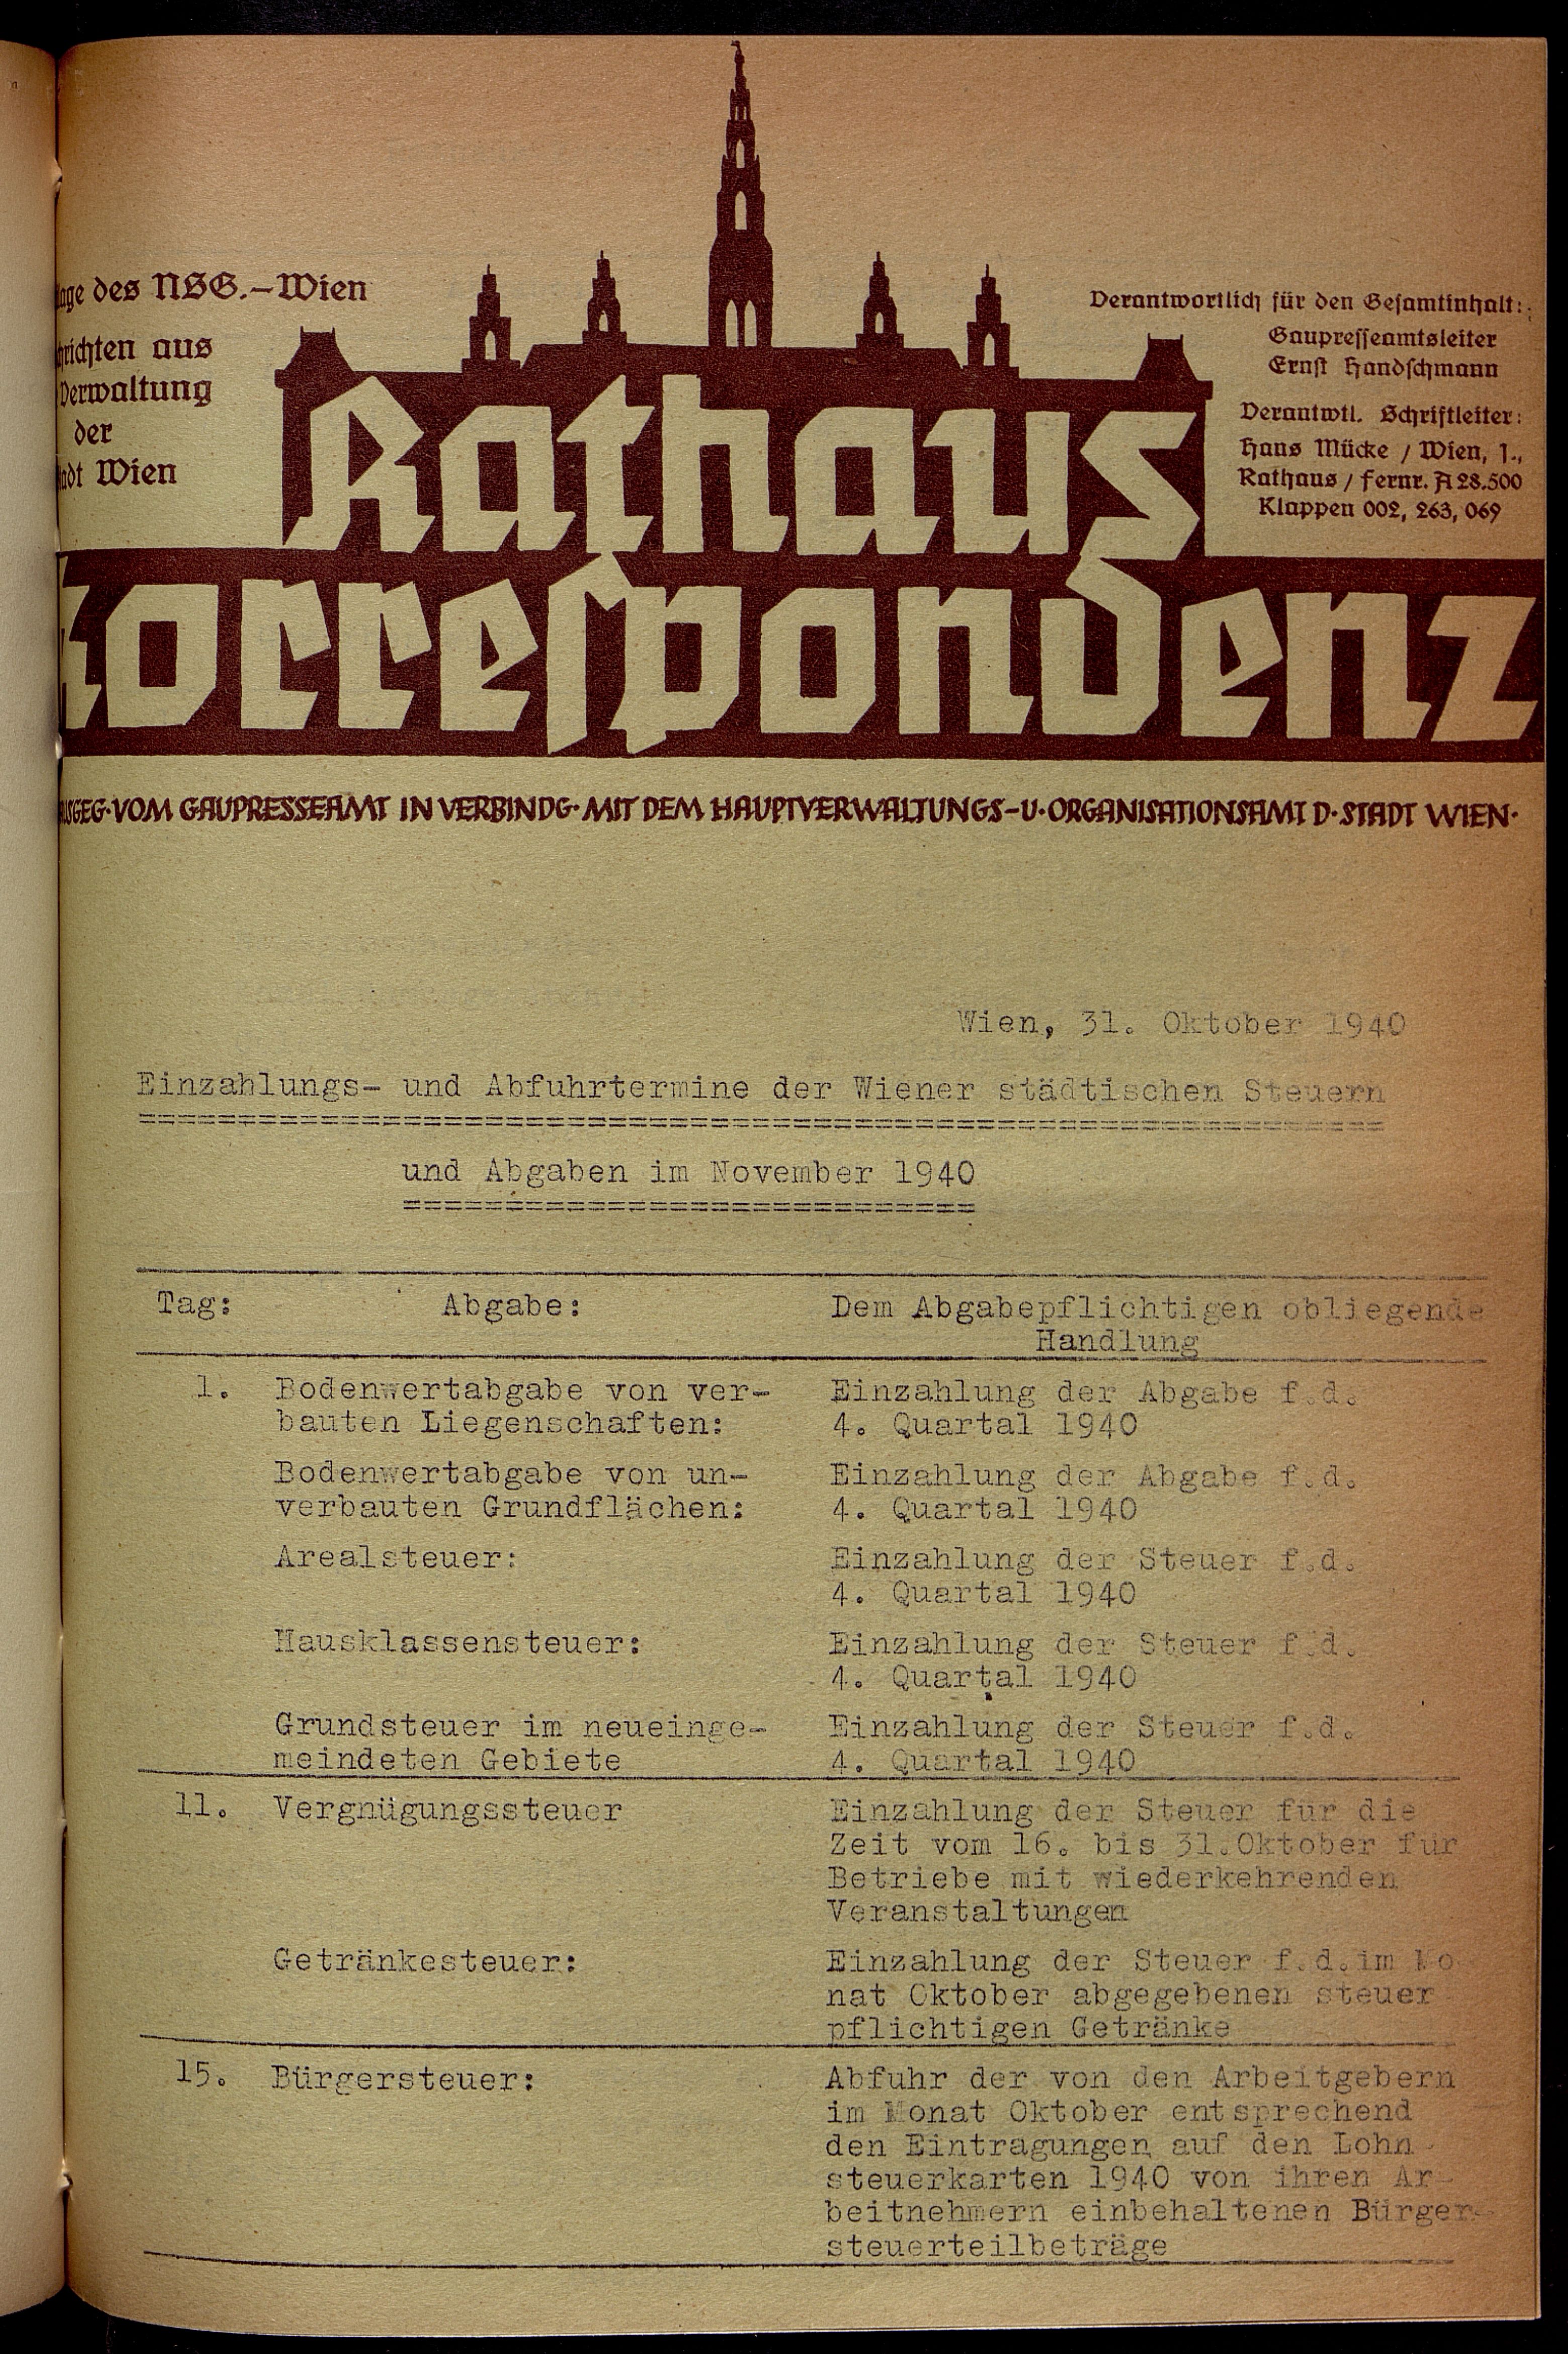 des NSG.-Wien
aus
Verwaltung
der
Wien
Verantwortlich für den Gesamtinhalt:
Gaupresseamtsleiter
Ernst Handschmann
Verantwtl. Schriftleiter:
Hans Mücke / Wien, 1.,
Rathaus / Fernr. A 28.500
Klappen 002, 263, 069
Rathaus
Korrespondenz
VOM GAUPRESSEAMT IN VERBINDG· MIT DEM HAUPTVERWALTUNGS-U·ORGANISATIONSAMT D·STADT WIEN·
Wien, 31. Oktober 1940
Einzahlungs- und Abfuhrtermine der Wiener städtischen Steuern
und Abgaben im November 1940
Tag: Abgabe: Dem Abgabepflichtigen obliegende
Handlung
1. Bodenwertabgabe von ver- Einzahlung der Abgabe f.d.
bauten Liegenschaften: 4. Quartal 1940
Bodenwertabgabe von un- Einzahlung der Abgabe f.d.
verbauten Grundflächen: 4. Quartal 1940
Arealsteuer: Einzahlung der Steuer f.d.
4. Quartal 1940
Hausklassensteuer: Einzahlung der Steuer f.d.
4. Quartal 1940
Grundsteuer im neueinge- Einzahlung der Steuer f.d.
meindeten Gebiete 4. Quartal 1940
11. Vergnügungssteuer Einzahlung der Steuer für die
Zeit vom 16. bis 31.Oktober für
Betriebe mit wiederkehrenden
Veranstaltungen
Getränkesteuer: Einzahlung der Steuer f.d.im Mo-
nat Oktober abgegebenen steuer-
pflichtigen Getränke
15. Bürgersteuer: Abfuhr der von den Arbeitgebern
im Monat Oktober entsprechend
den Eintragungen auf den Lohn-
steuerkarten 1940 von ihren Ar-
beitnehmern einbehaltenen Bürger-
steuerteilbeträge